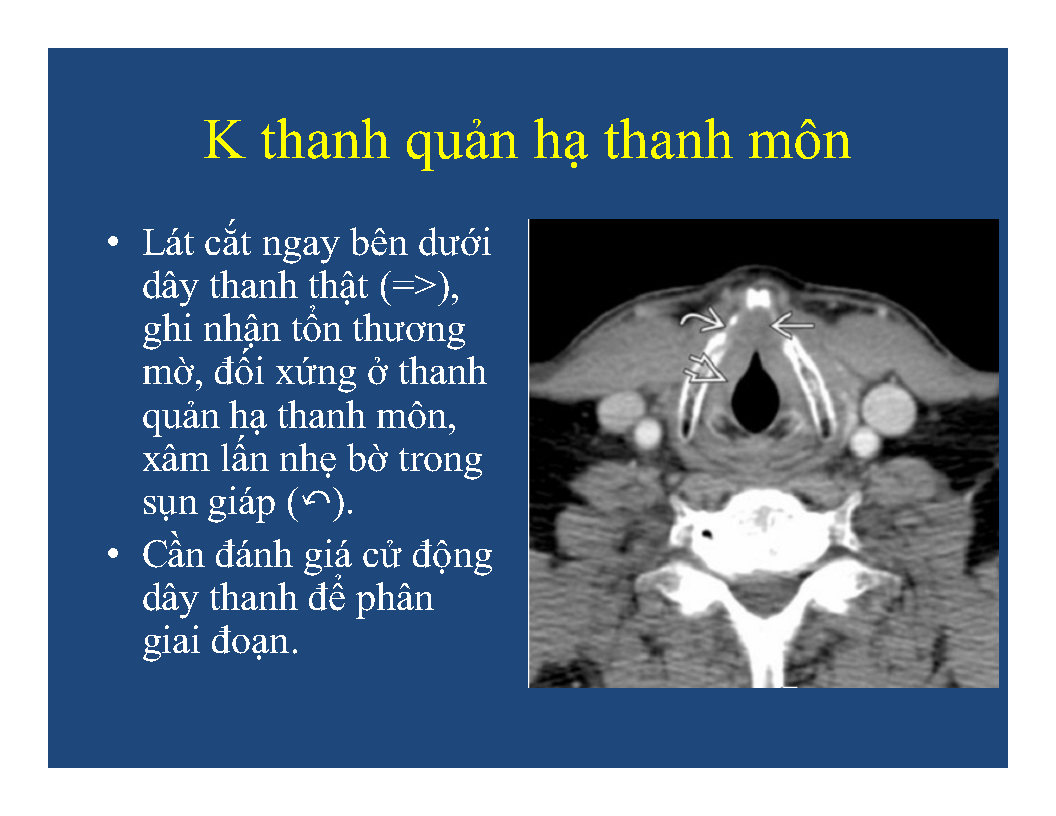 K thanh quản hạ thanh môn
• Lát cắt ngay bên dưới
dây thanh thật (=>),
ghi nhận tổn thương
mờ, đối xứng ở thanh
quản hạ thanh môn,
xâm lấn nhẹ bờ trong
sụn giáp (↶).
• Cần đánh giá cử động
dây thanh để phân
giai đoạn.